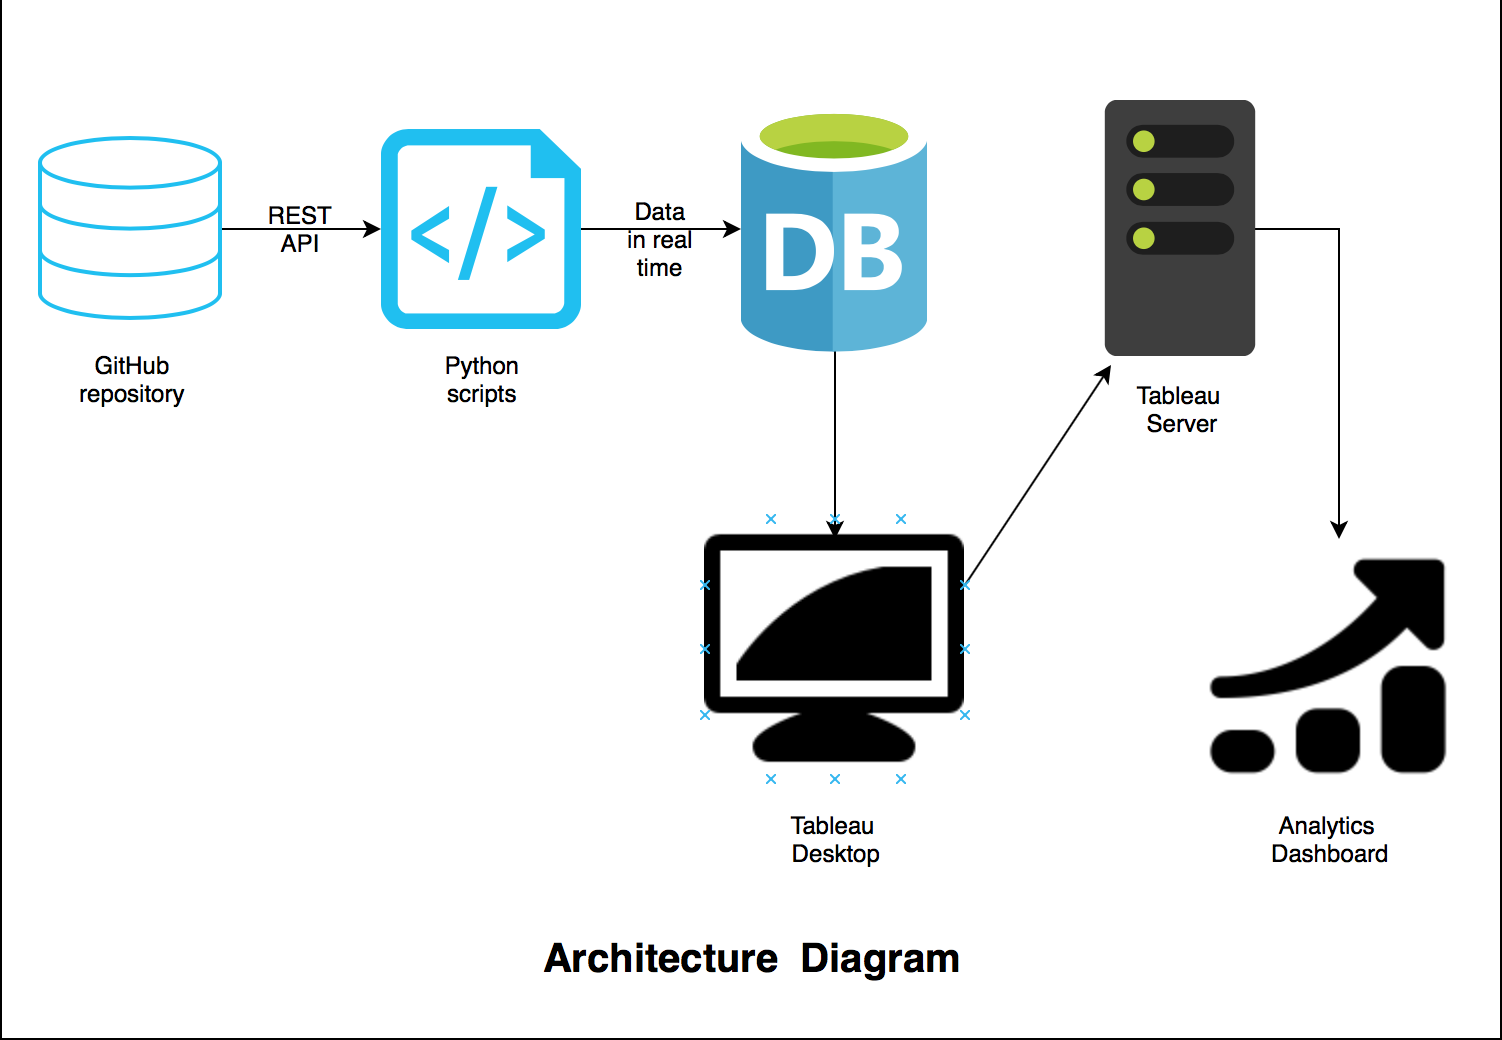 REST
API
Data
in real
time
</>
DB
GitHub
repository
Python
scripts
Tableau
Server
Tableau
Desktop
Analytics
Dashboard
Architecture Diagram